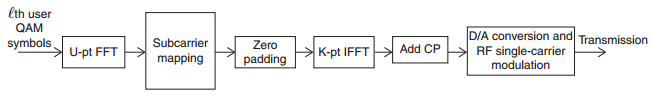 ℓth user
QAM
symbols
U-pt FFT
Subcarrier
mapping
Zero
padding
K-pt IFFT
Add CP
D/A conversion and
RF single-carrier
modulation
Transmission